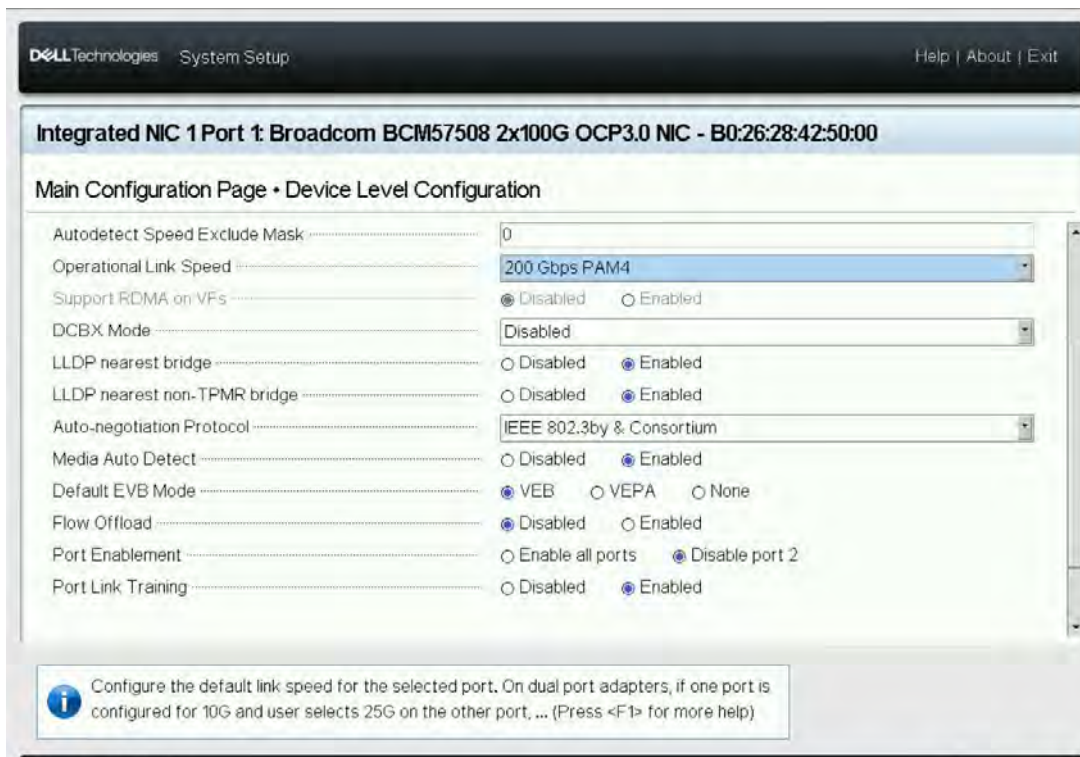 DELLTechnologies System Setup Help | About | Exit
Integrated NIC 1 Port 1: Broadcom BCM57508 2x100G OCP3.0 NIC - B0:26:28:42:50:00
Main Configuration Page • Device Level Configuration
Autodetect Speed Exclude Mask 0
Operational Link Speed 200 Gbps PAM4
Support RDMA on VFs Disabled Enabled
DCBX Mode Disabled
LLDP nearest bridge Disabled Enabled
LLDP nearest non-TPMR bridge Disabled Enabled
Auto-negotiation Protocol IEEE 802.3by & Consortium
Media Auto Detect Disabled Enabled
Default EVB Mode VEB VEPA None
Flow Offload Disabled Enabled
Port Enablement Enable all ports Disable port 2
Port Link Training Disabled Enabled
Configure the default link speed for the selected port. On dual port adapters, if one port is
configured for 10G and user selects 25G on the other port, ... (Press <F1> for more help)